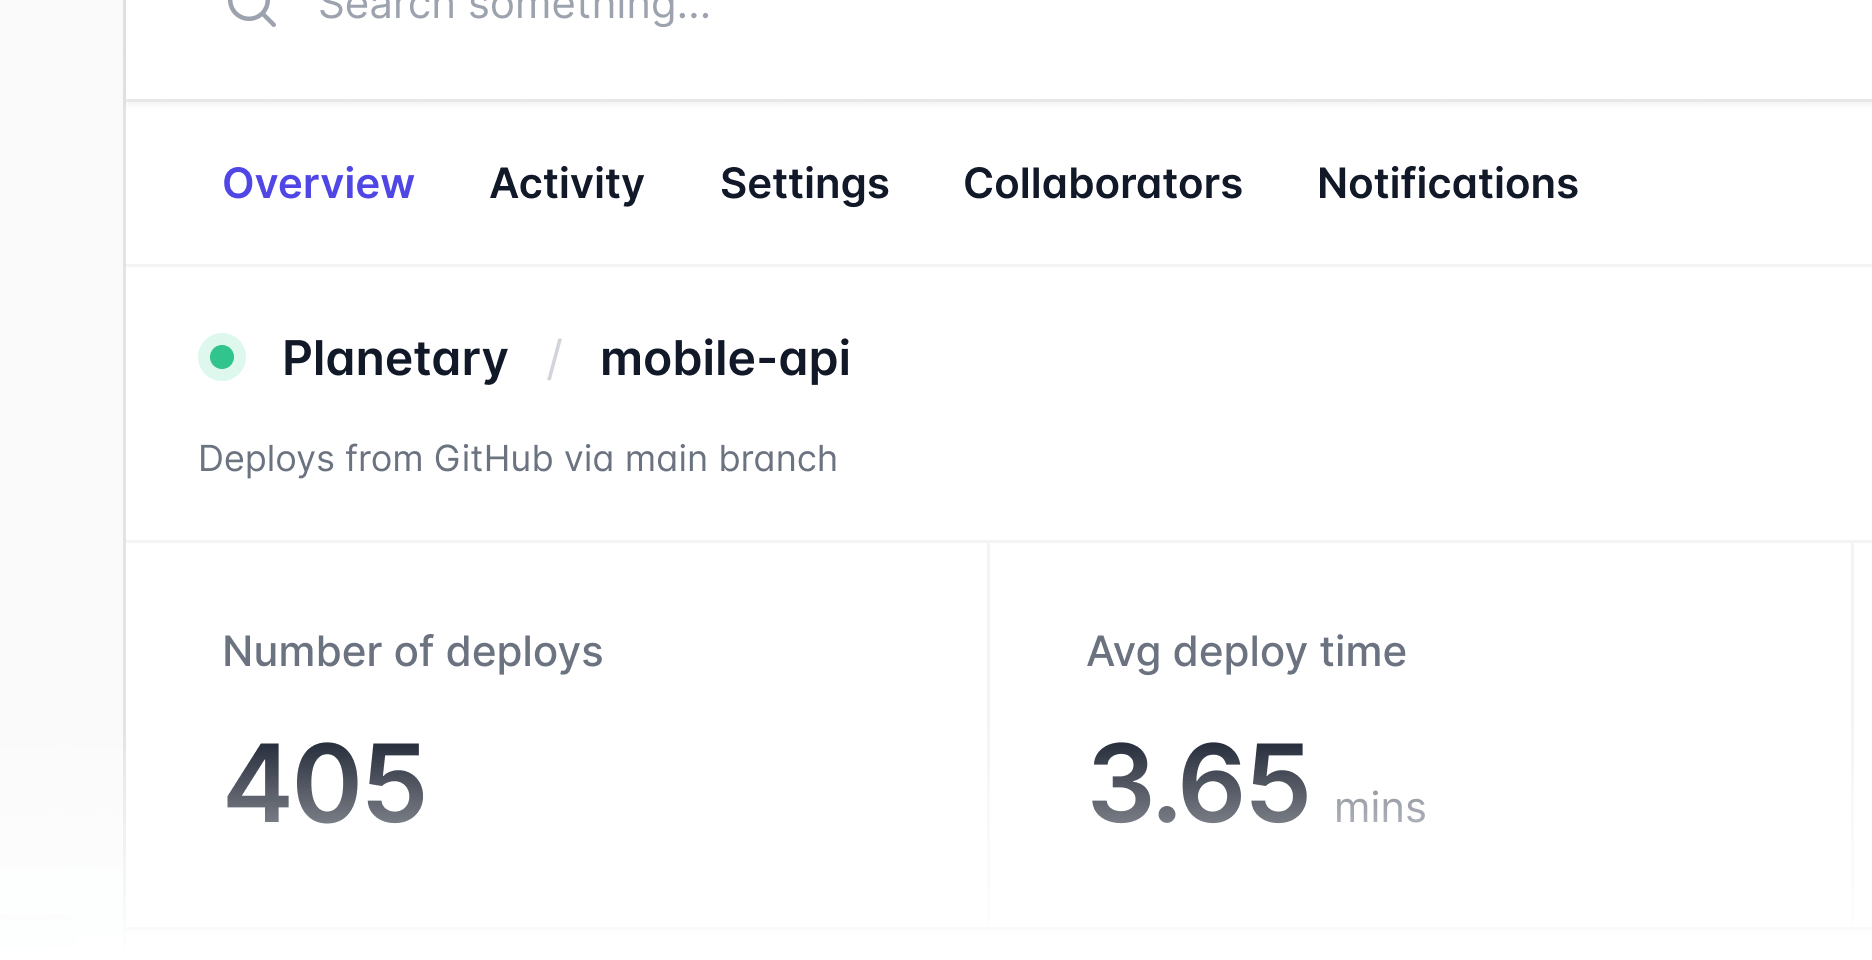 Search something...
Overview Activity Settings Collaborators Notifications
Planetary / mobile-api
Deploys from GitHub via main branch
Number of deploys
405
Avg deploy time
3.65 mins